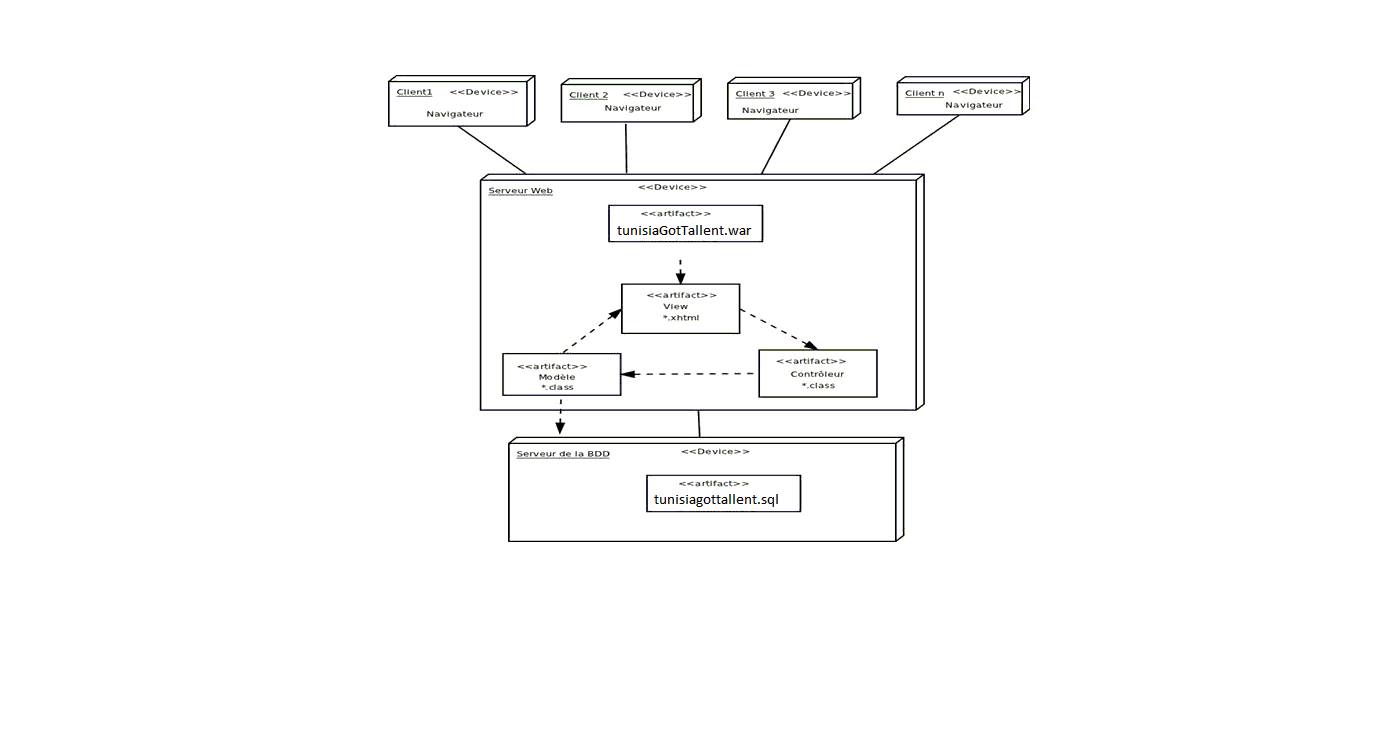 Client1 <<Device>>
Navigateur
Client 2 <<Device>>
Navigateur
Client 3 <<Device>>
Navigateur
Client n <<Device>>
Navigateur
Serveur Web <<Device>>
<<artifact>>
tunisiaGotTallent.war
<<artifact>>
View
*.xhtml
<<artifact>>
Modèle
*.class
<<artifact>>
Contrôleur
*.class
Serveur de la BDD <<Device>>
<<artifact>>
tunisiagottallent.sql